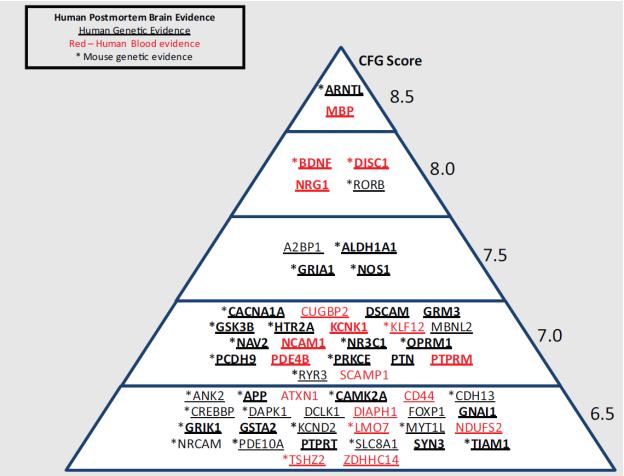 Human Postmortem Brain Evidence
Human Genetic Evidence
Red – Human Blood evidence
* Mouse genetic evidence
CFG Score
*ARNTL
MBP
8.5
*BDNF *DISC1
NRG1 *RORB
8.0
A2BP1 *ALDH1A1
*GRIA1 *NOS1
7.5
*CACNA1A CUGBP2 DSCAM GRM3
*GSK3B *HTR2A KCNK1 *KLF12 MBNL2
*NAV2 NCAM1 *NR3C1 *OPRM1
*PCDH9 PDE4B *PRKCE PTN PTPRM
*RYR3 SCAMP1
7.0
*ANK2 *APP ATXN1 *CAMK2A CD44 *CDH13
*CREBBP *DAPK1 DCLK1 DIAPH1 FOXP1 GNAI1
*GRIK1 GSTA2 *KCND2 *LMO7 *MYT1L NDUFS2
*NRCAM *PDE10A PTPRT *SLC8A1 SYN3 *TIAM1
*TSHZ2 ZDHHC14
6.5